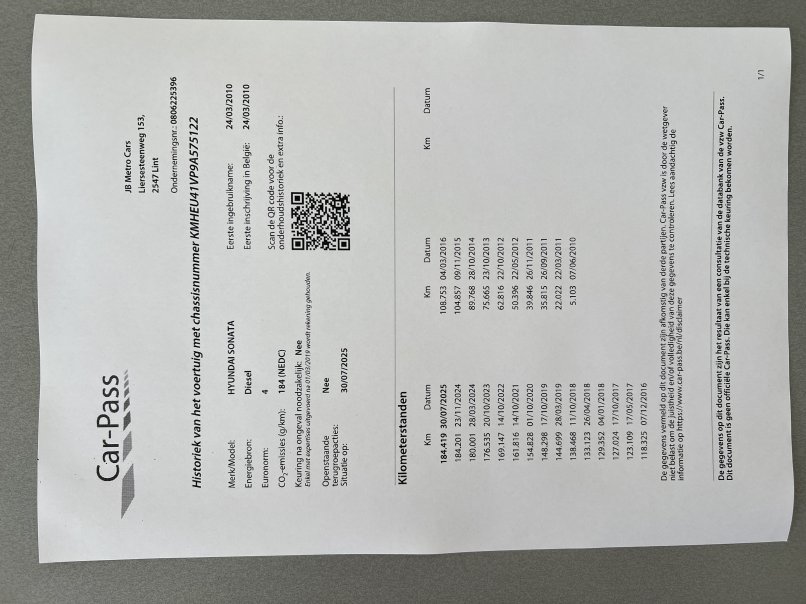 Car-Pass
JB Metro Cars
Liersesteenweg 153,
2547 Lint
Ondernemingsnr.: 0806225396
Historiek van het voertuig met chassisnummer KMHEU41VP9A575122
Merk/Model: HYUNDAI SONATA
Eerste ingebruikname: 24/03/2010
Energiebron: Diesel
Eerste inschrijving in België: 24/03/2010
Euronorm: 4
CO2-emissies (g/km): 184 (NEDC)
Scan de QR code voor de
onderhoudshistoriek en extra info.:
Keuring na ongeval noodzakelijk: Nee
Enkel met expertises uitgevoerd na 01/03/2019 wordt rekening gehouden.
Openstaande Nee
terugroepacties:
Situatie op: 30/07/2025
Kilometerstanden
Km Datum Km Datum Km Datum
184.419 30/07/2025 108.753 04/03/2016
184.201 23/11/2024 104.857 09/11/2015
180.001 28/03/2024 89.768 28/10/2014
176.535 20/10/2023 75.665 23/10/2013
169.147 14/10/2022 62.816 22/10/2012
161.816 14/10/2021 50.396 22/05/2012
154.828 01/10/2020 39.846 26/11/2011
148.298 17/10/2019 35.815 26/09/2011
144.699 28/03/2019 22.022 22/03/2011
138.468 11/10/2018 5.103 07/06/2010
133.123 26/04/2018
129.352 04/01/2018
127.024 17/10/2017
123.109 17/05/2017
118.325 07/12/2016
De gegevens vermeld op dit document zijn afkomstig van derde partijen. Car-Pass vzw is door de wetgever
niet belast om de juistheid en/of volledigheid van deze gegevens te controleren. Lees aandachtig de
informatie op https://www.car-pass.be/nl/disclaimer
De gegevens op dit document zijn het resultaat van een consultatie van de databank van de vzw Car-Pass.
Dit document is geen officiële Car-Pass. Die kan enkel bij de technische keuring bekomen worden.
1/1